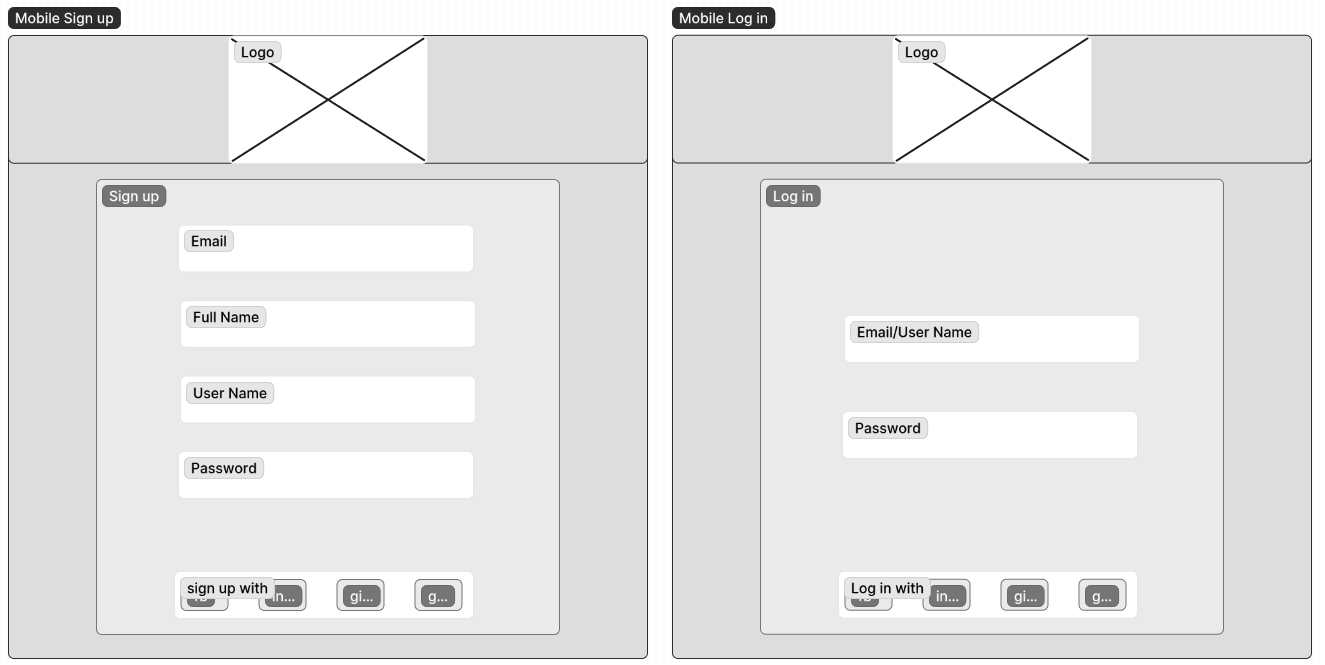 Mobile Sign up
Logo
Sign up
Email
Full Name
User Name
Password
sign up with
in...
gi...
g...
Mobile Log in
Logo
Log in
Email/User Name
Password
Log in with
in...
gi...
g...